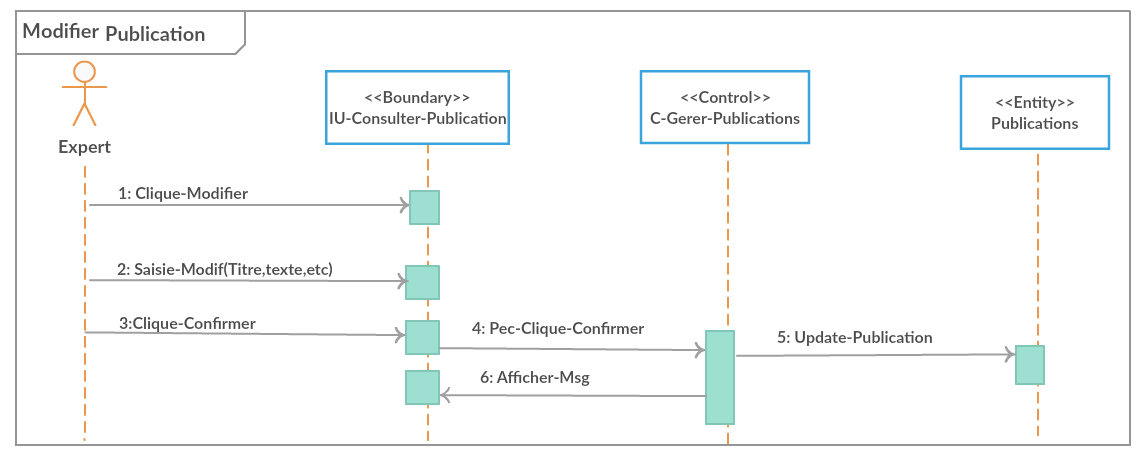 Modifier Publication
Expert
<<Boundary>>
IU-Consulter-Publication
<<Control>>
C-Gerer-Publications
<<Entity>>
Publications
1: Clique-Modifier
2: Saisie-Modif(Titre,texte,etc)
3:Clique-Confirmer
4: Pec-Clique-Confirmer
5: Update-Publication
6: Afficher-Msg